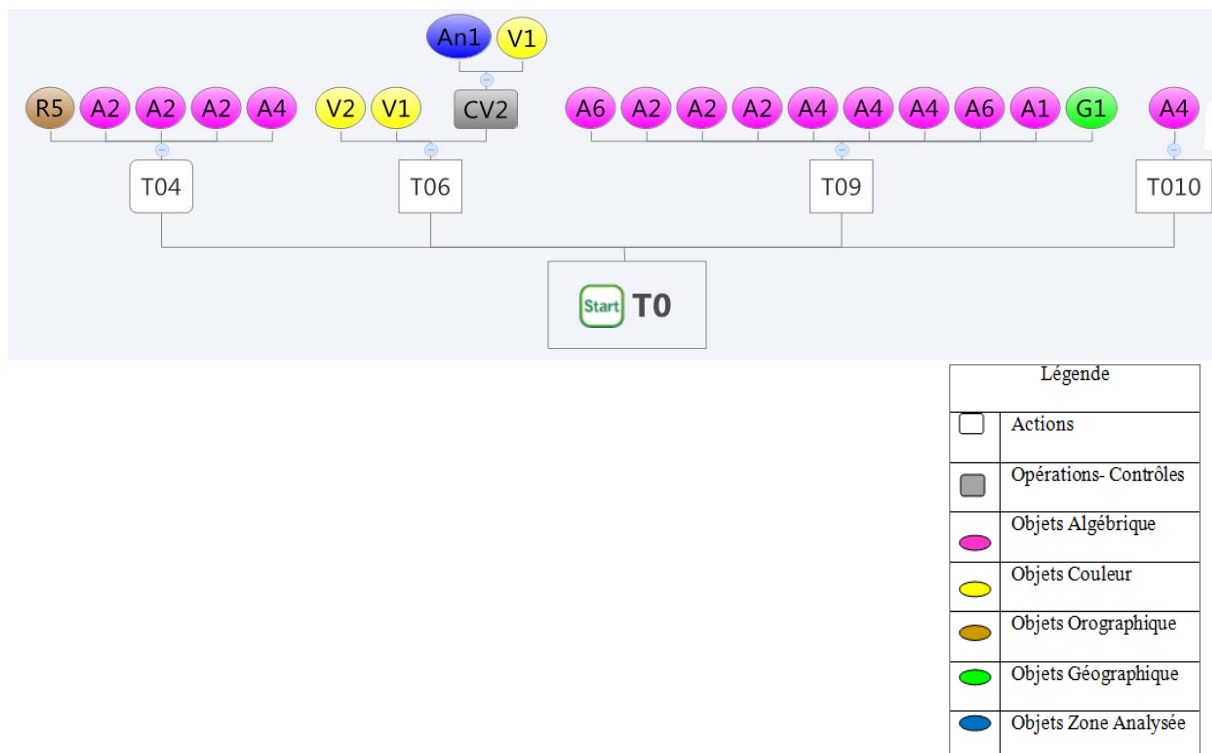 An1 V1
R5 A2 A2 A2 A4 V2 V1 CV2 A6 A2 A2 A2 A4 A4 A4 A6 A1 G1 A4
T04 T06 T09 T010
Start T0
Légende
Actions
Opérations- Contrôles
Objets Algébrique
Objets Couleur
Objets Orographique
Objets Géographique
Objets Zone Analysée